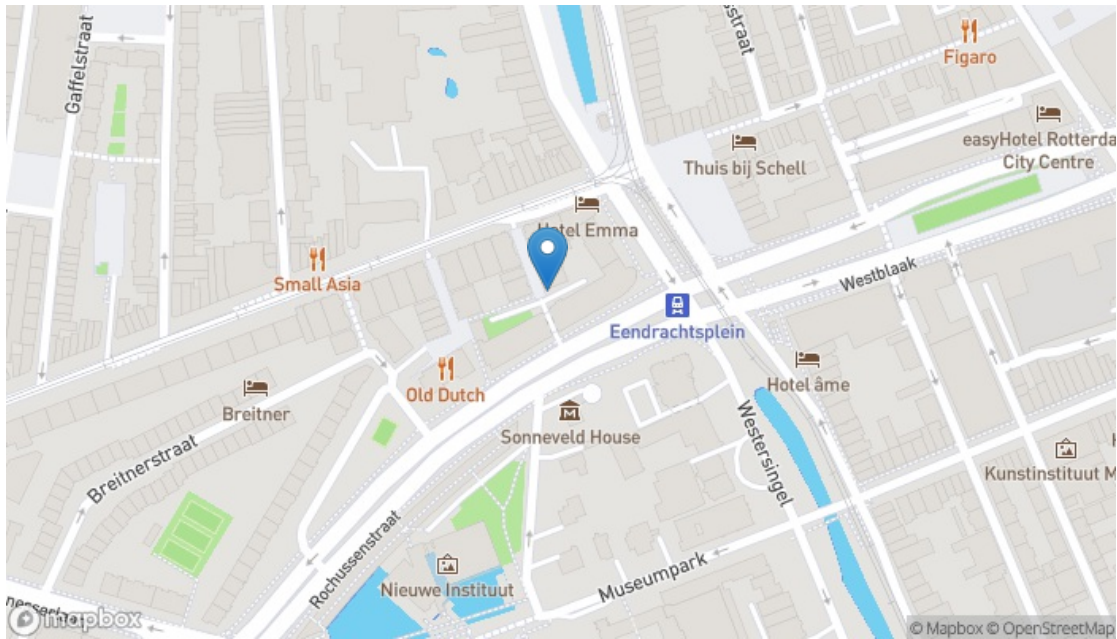 Gaffelstraat
straat
Figaro
easyHotel Rotterda
City Centre
Thuis bij Schell
Hotel Emma
Small Asia
Westblaak
Eendrachtsplein
Old Dutch
Hotel âme
Breitner
Sonneveld House
Breitnerstraat
Westersingel
Kunstinstituut M
Rochussenstraat
Nieuwe Instituut
Museumpark
mapbox
© Mapbox © OpenStreetMap